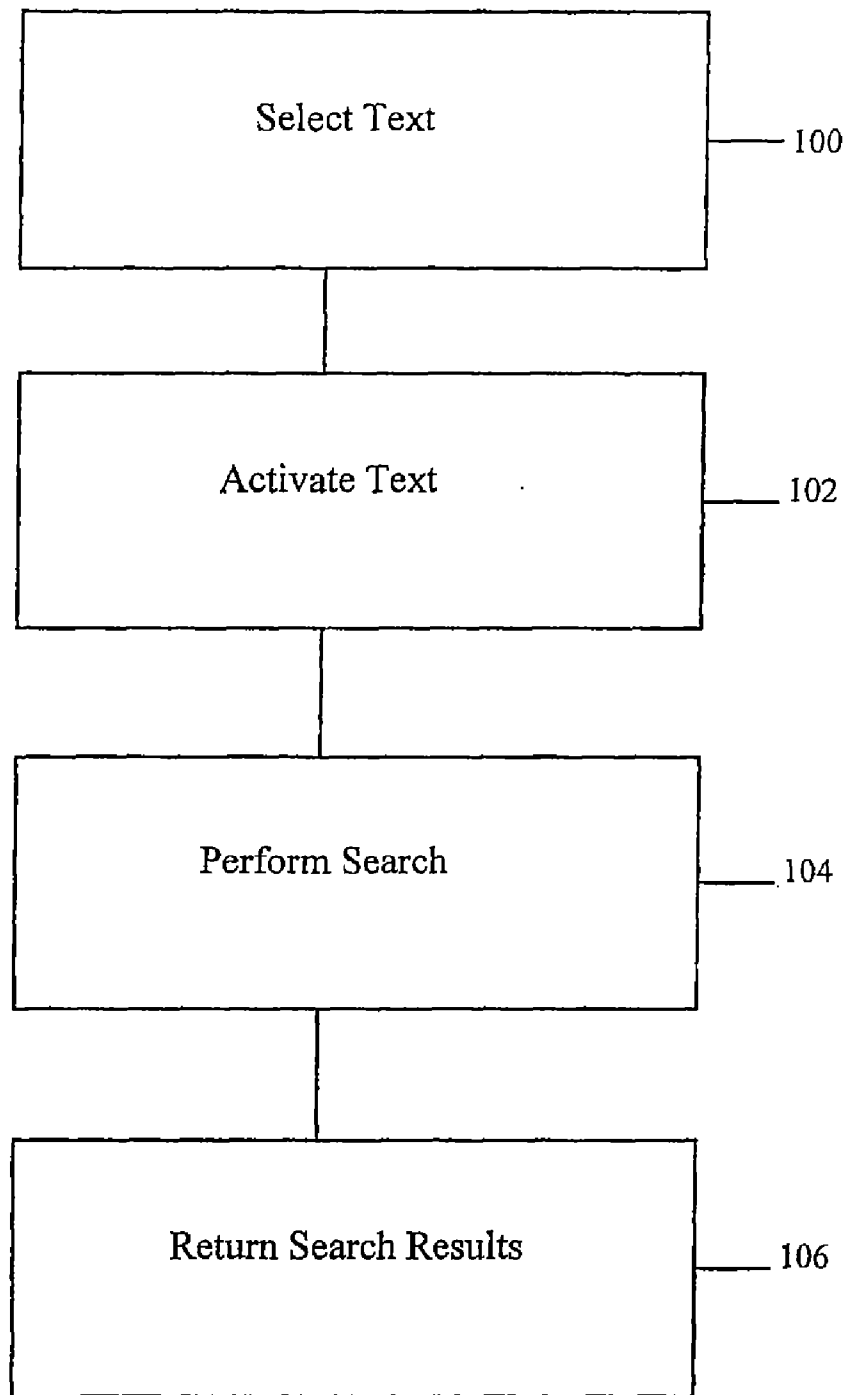 Select Text
100
Activate Text
102
Perform Search
104
Return Search Results
106